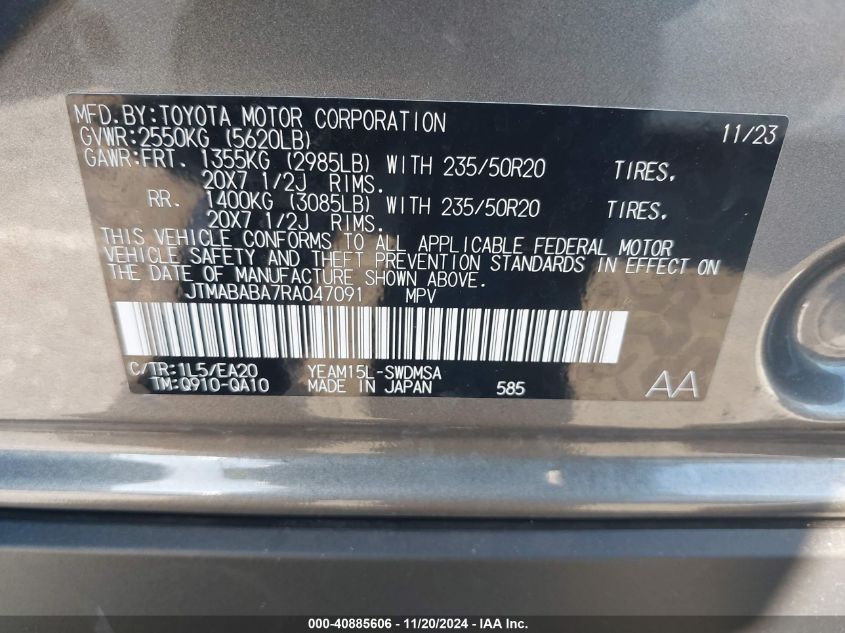 MFD.BY:TOYOTA MOTOR CORPORATION 11/23
GVWR:2550KG (5620LB)
GAWR:FRT. 1355KG (2985LB) WITH 235/50R20 TIRES,
20X7 1/2J RIMS.
RR. 1400KG (3085LB) WITH 235/50R20 TIRES,
20X7 1/2J RIMS.
THIS VEHICLE CONFORMS TO ALL APPLICABLE FEDERAL MOTOR
VEHICLE SAFETY AND THEFT PREVENTION STANDARDS IN EFFECT ON
THE DATE OF MANUFACTURE SHOWN ABOVE.
JTMABABA7RA047091 MPV
C/TR:1L5/EA20 YEAM15L-SWDMSA
TM:Q910-QA10 MADE IN JAPAN 585 AA
000-40885606 - 11/20/2024 - IAA Inc.